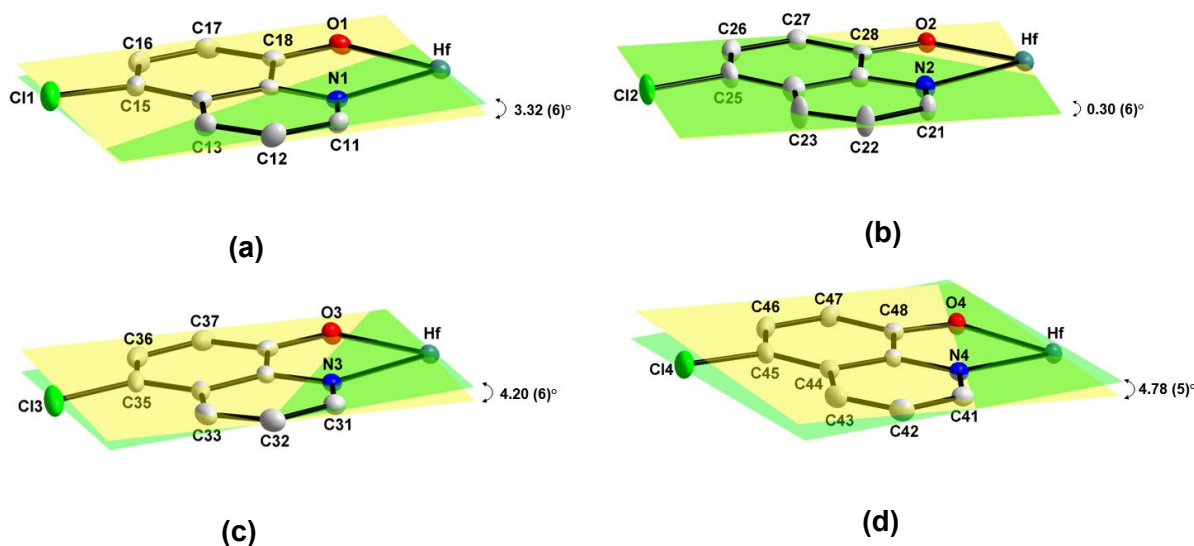 C16 C17 C18 O1 Hf
N1
Cl1 C15
C13 C12 C11
3.32 (6)°
(a)
C26 C27 C28 O2 Hf
N2
Cl2 C25
C23 C22 C21
0.30 (6)°
(b)
C36 C37 O3 Hf
N3
Cl3 C35
C33 C32 C31
4.20 (6)°
(c)
C46 C47 C48 O4 Hf
N4
Cl4 C45 C44
C43 C42 C41
4.78 (5)°
(d)